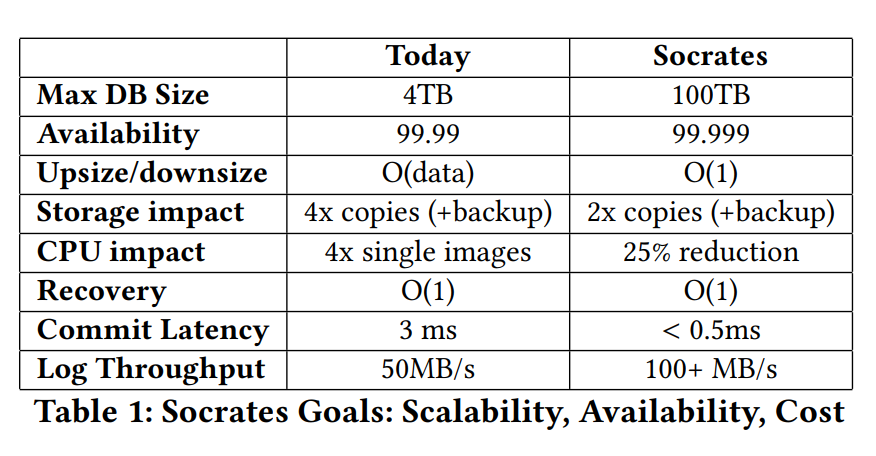 Today Socrates
Max DB Size 4TB 100TB
Availability 99.99 99.999
Upsize/downsize O(data) O(1)
Storage impact 4x copies (+backup) 2x copies (+backup)
CPU impact 4x single images 25% reduction
Recovery O(1) O(1)
Commit Latency 3 ms < 0.5ms
Log Throughput 50MB/s 100+ MB/s
Table 1: Socrates Goals: Scalability, Availability, Cost